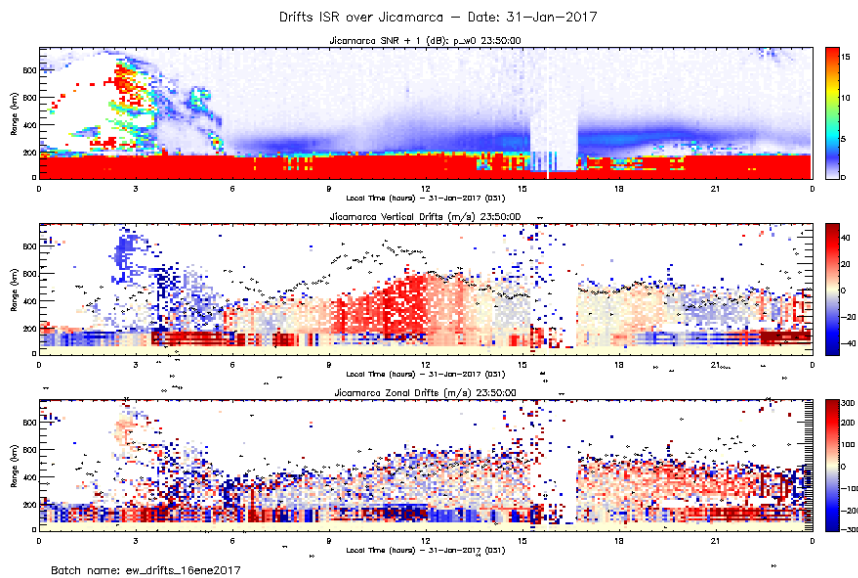 Drifts ISR over Jicamarca - Date: 31-Jan-2017
Jicamarca SNR + 1 (dB): p_w0 23:50:00
Range (km)
800
600
400
200
0
0 3 6 9 12 15 18 21 0
Local Time (hours) - 31-Jan-2017 (031)
15
10
5
0
Jicamarca Vertical Drifts (m/s) 23:50:00
Range (km)
800
600
400
200
0
0 3 6 9 12 15 18 21 0
Local Time (hours) - 31-Jan-2017 (031)
40
20
0
-20
-40
Jicamarca Zonal Drifts (m/s) 23:50:00
Range (km)
800
600
400
200
0
0 3 6 9 12 15 18 21 0
Local Time (hours) - 31-Jan-2017 (031)
300
200
100
0
-100
-200
-300
Batch name: ew_drifts_16ene2017